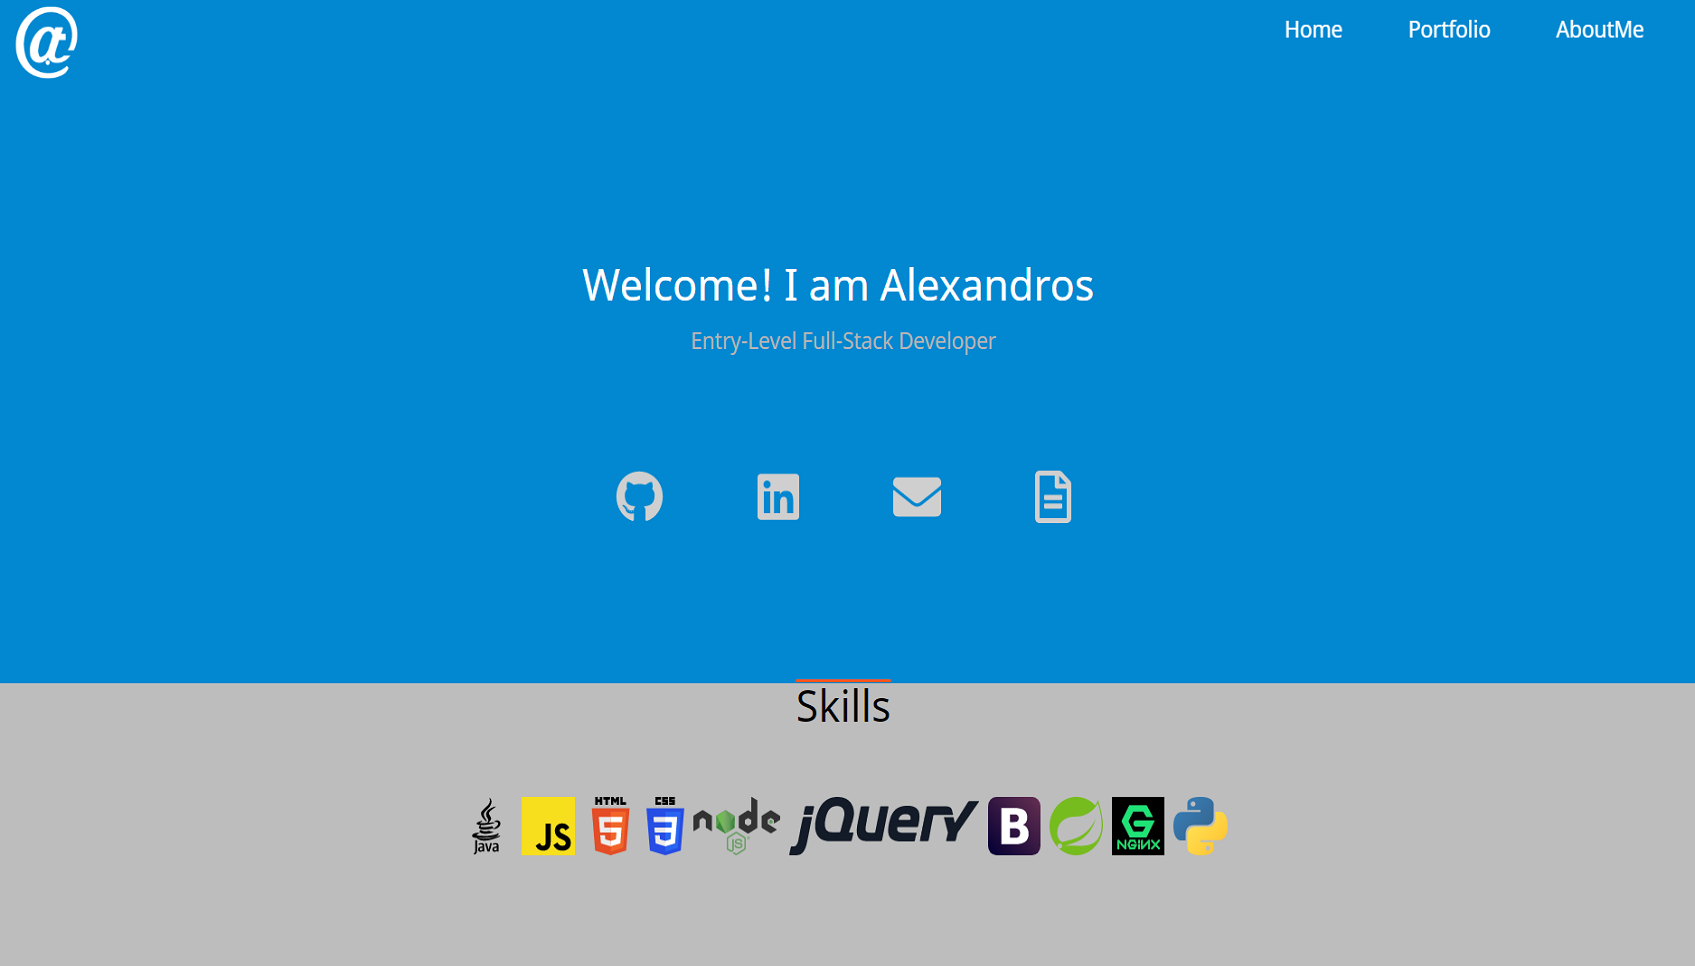 @
Home Portfolio AboutMe
Welcome! I am Alexandros
Entry-Level Full-Stack Developer
in
Skills
Java
JS
HTML
5
CSS
3
node
JS
jQuery
B
G
NGINX